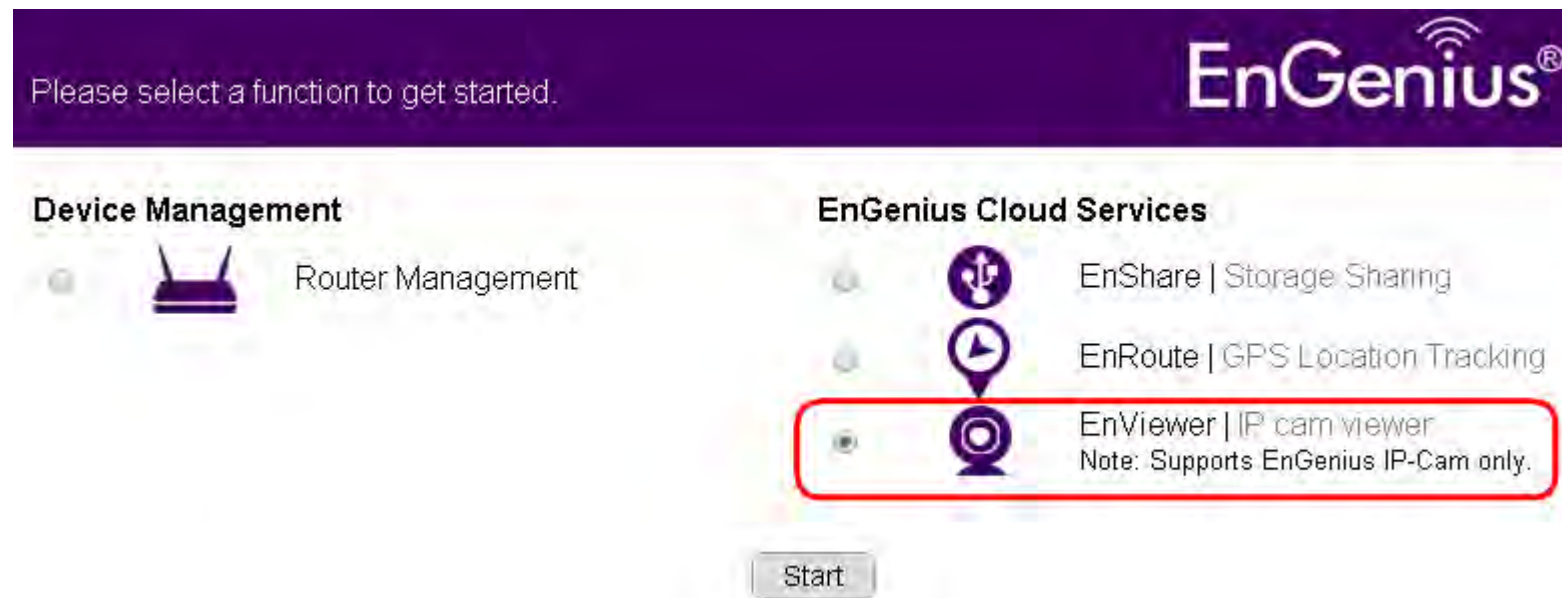 Please select a function to get started.
EnGenius®
Device Management
Router Management
EnGenius Cloud Services
EnShare | Storage Sharing
EnRoute | GPS Location Tracking
EnViewer | IP cam viewer
Note: Supports EnGenius IP-Cam only.
Start